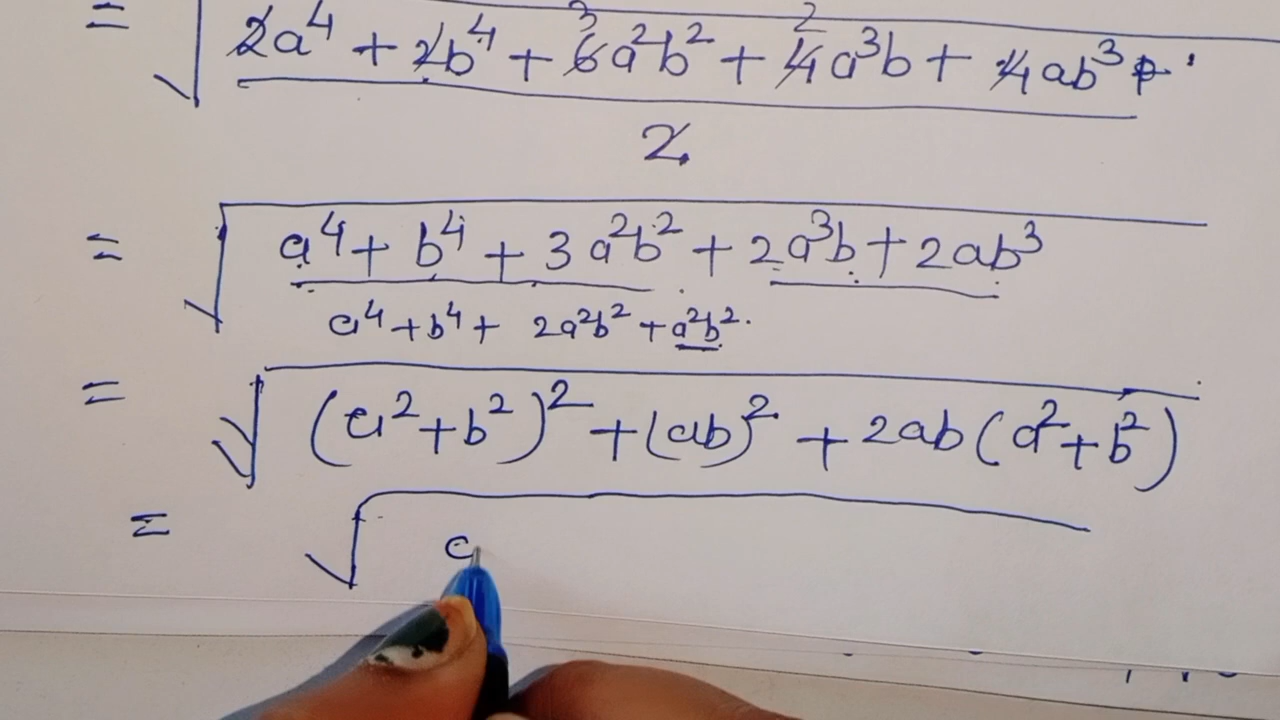 = √(2a⁴ + 2b⁴ + 6a²b² + 4a³b + 4ab³)
3 2
2
= √(a⁴ + b⁴ + 3a²b² + 2a³b + 2ab³)
a⁴ + b⁴ + 2a²b² + a²b².
= √((a² + b²)² + (ab)² + 2ab(a² + b²))
= √a